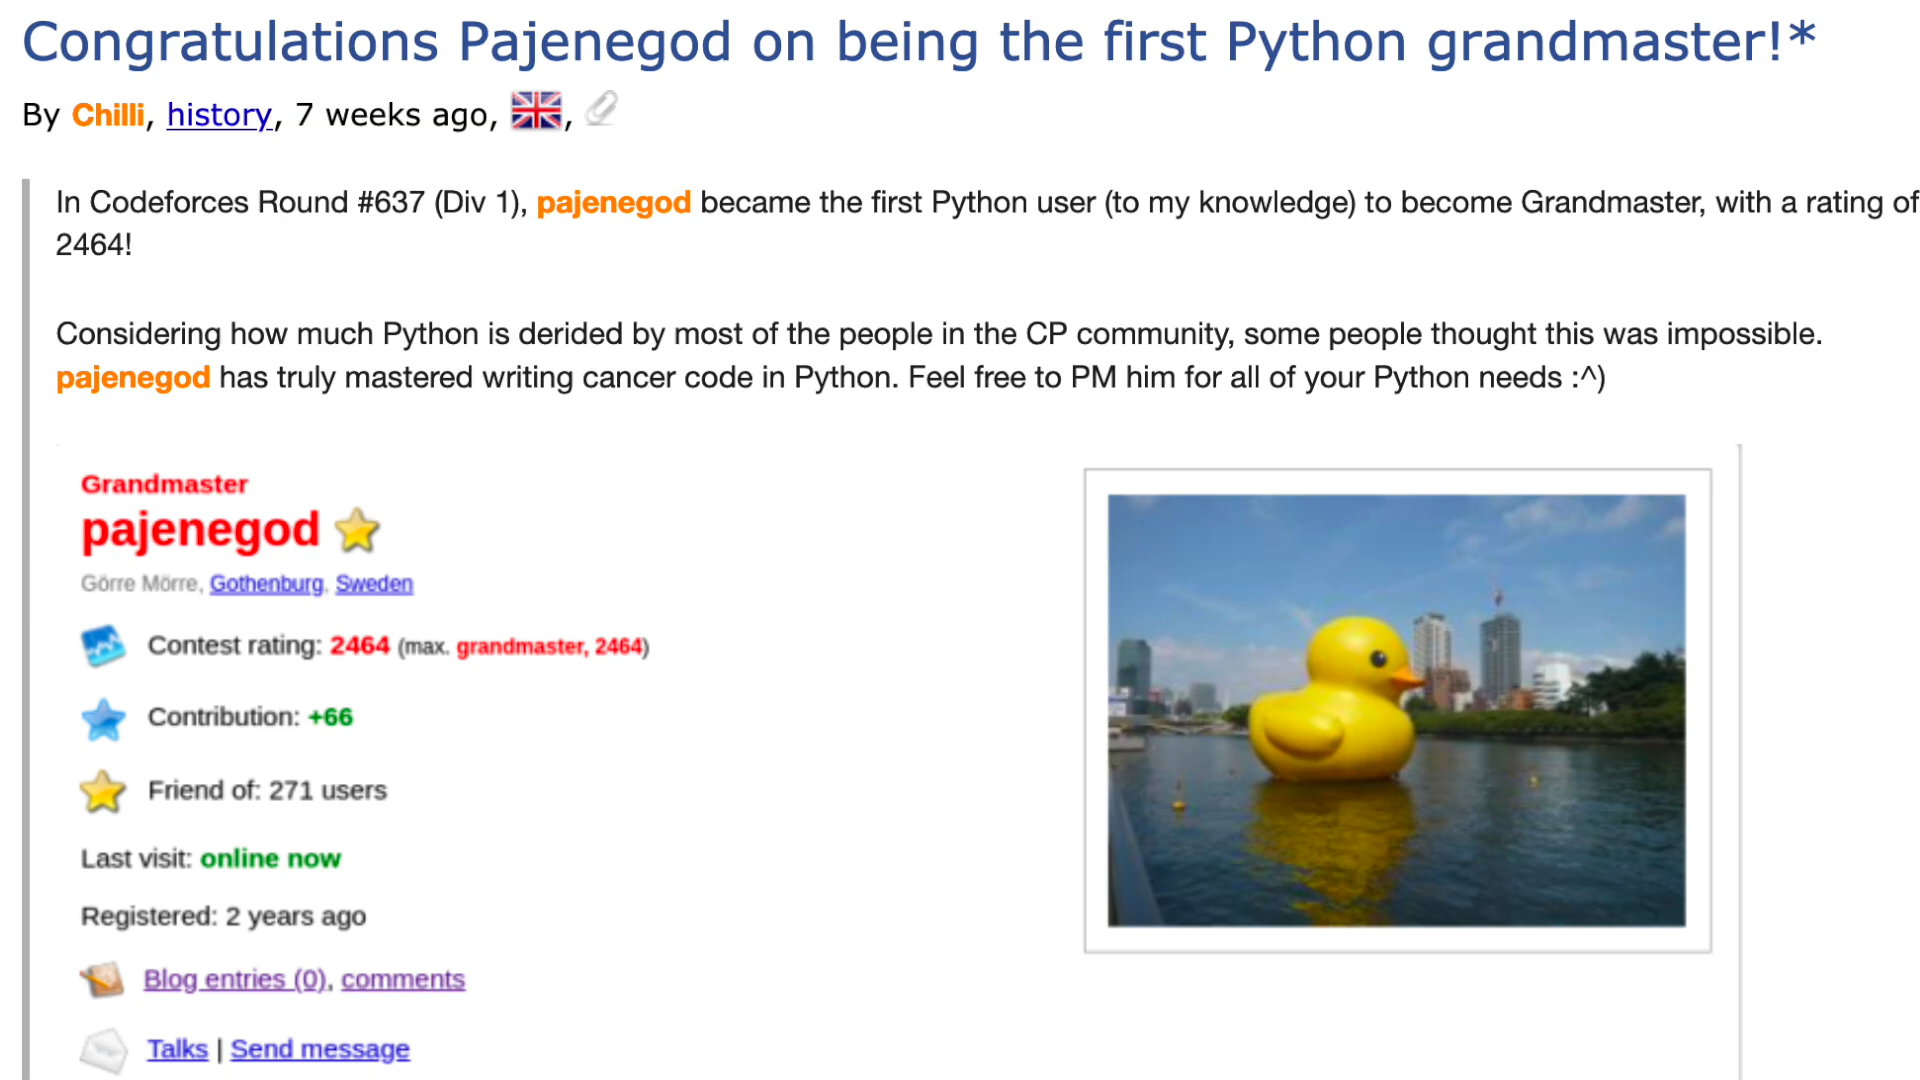 Congratulations Pajenegod on being the first Python grandmaster!*
By Chilli, history, 7 weeks ago, ,
In Codeforces Round #637 (Div 1), pajenegod became the first Python user (to my knowledge) to become Grandmaster, with a rating of
2464!
Considering how much Python is derided by most of the people in the CP community, some people thought this was impossible.
pajenegod has truly mastered writing cancer code in Python. Feel free to PM him for all of your Python needs :^)
Grandmaster
pajenegod
Görre Mörre, Gothenburg, Sweden
Contest rating: 2464 (max. grandmaster, 2464)
Contribution: +66
Friend of: 271 users
Last visit: online now
Registered: 2 years ago
Blog entries (0), comments
Talks | Send message